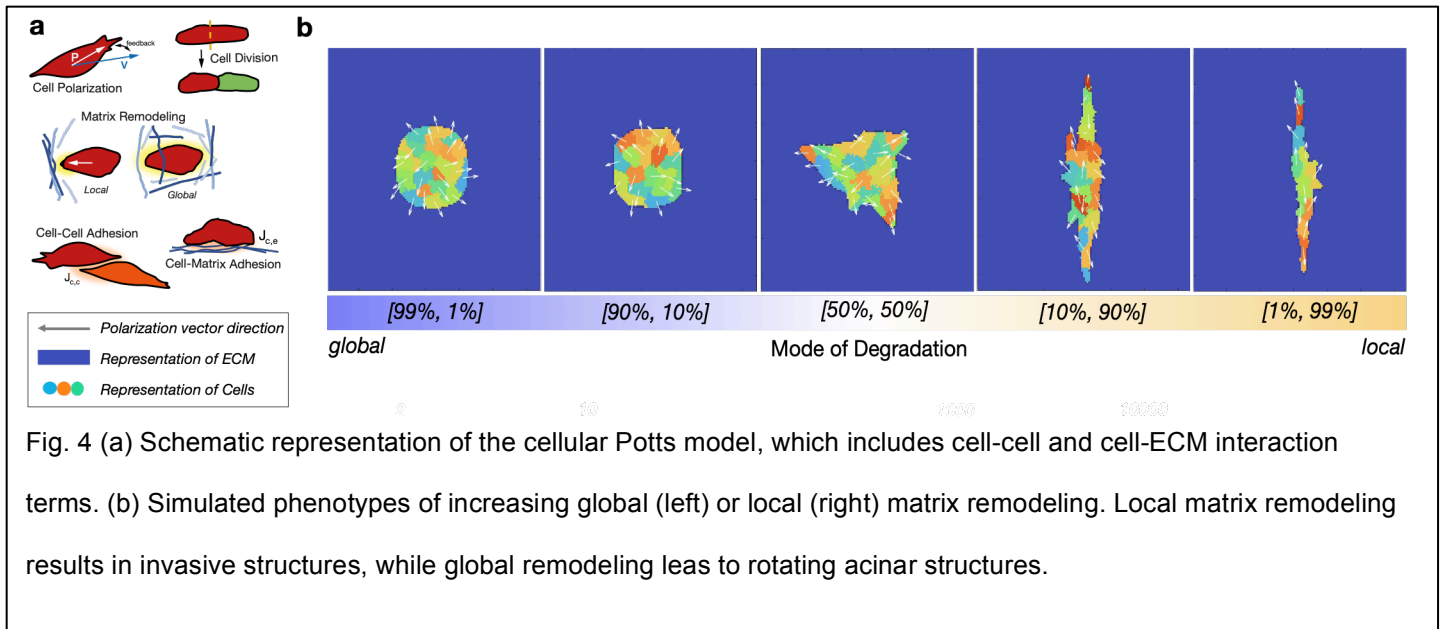 a
feedback
P
V
Cell Polarization
Cell Division
Matrix Remodeling
Local
Global
Cell-Cell Adhesion
J c,c
J c,e
Cell-Matrix Adhesion
Polarization vector direction
Representation of ECM
Representation of Cells
b
[99%, 1%] [90%, 10%] [50%, 50%] [10%, 90%] [1%, 99%]
global Mode of Degradation local
2 10 1000 10000
Fig. 4 (a) Schematic representation of the cellular Potts model, which includes cell-cell and cell-ECM interaction
terms. (b) Simulated phenotypes of increasing global (left) or local (right) matrix remodeling. Local matrix remodeling
results in invasive structures, while global remodeling leas to rotating acinar structures.